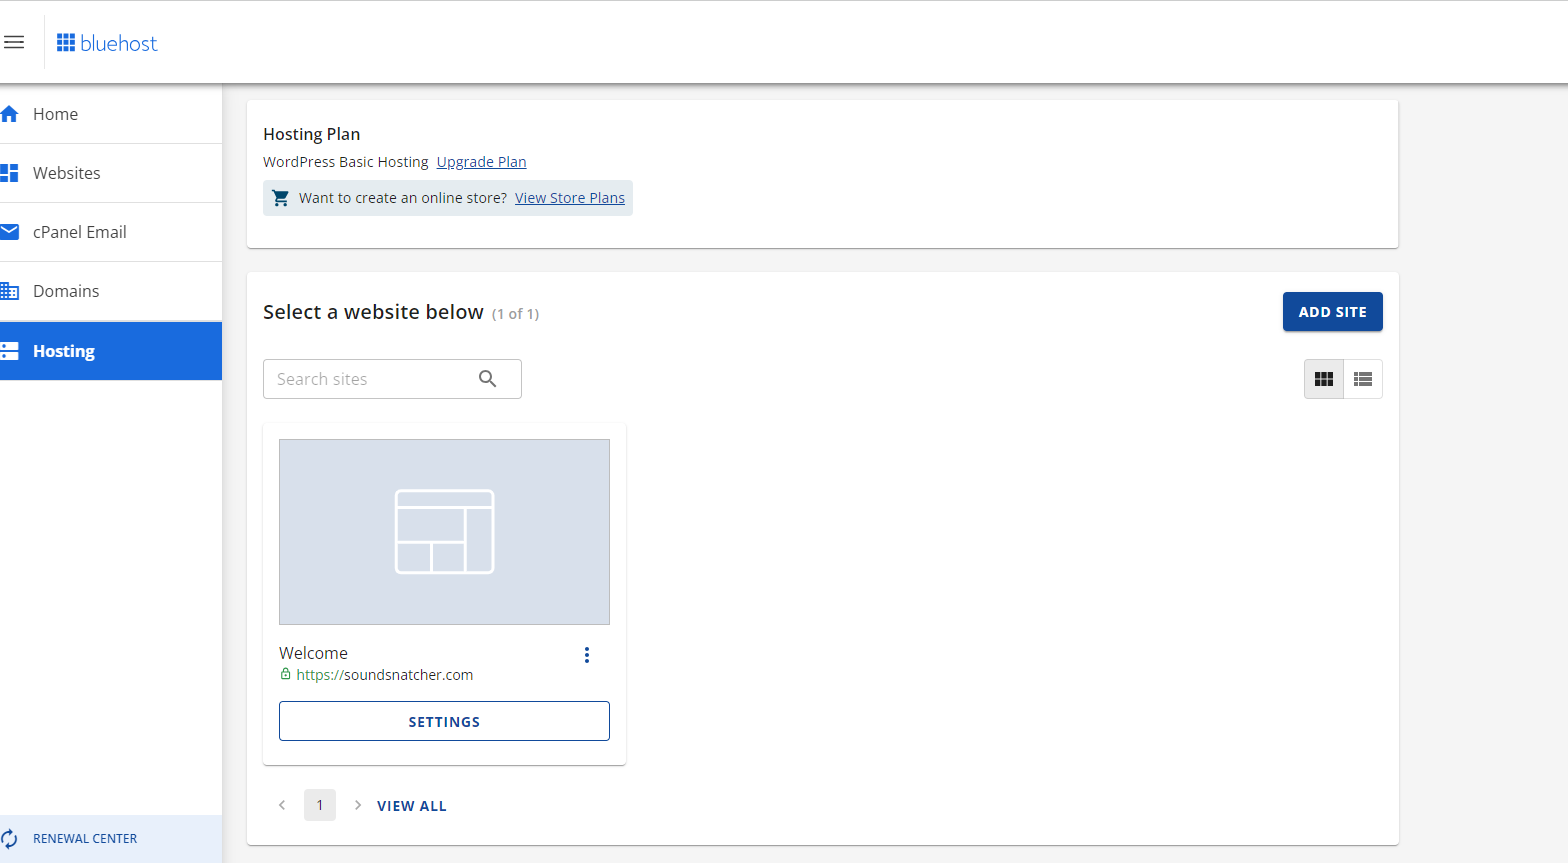 bluehost
Home
Websites
cPanel Email
Domains
Hosting
RENEWAL CENTER
Hosting Plan
WordPress Basic Hosting Upgrade Plan
Want to create an online store? View Store Plans
Select a website below (1 of 1)
ADD SITE
Search sites
Welcome
https://soundsnatcher.com
SETTINGS
1
VIEW ALL